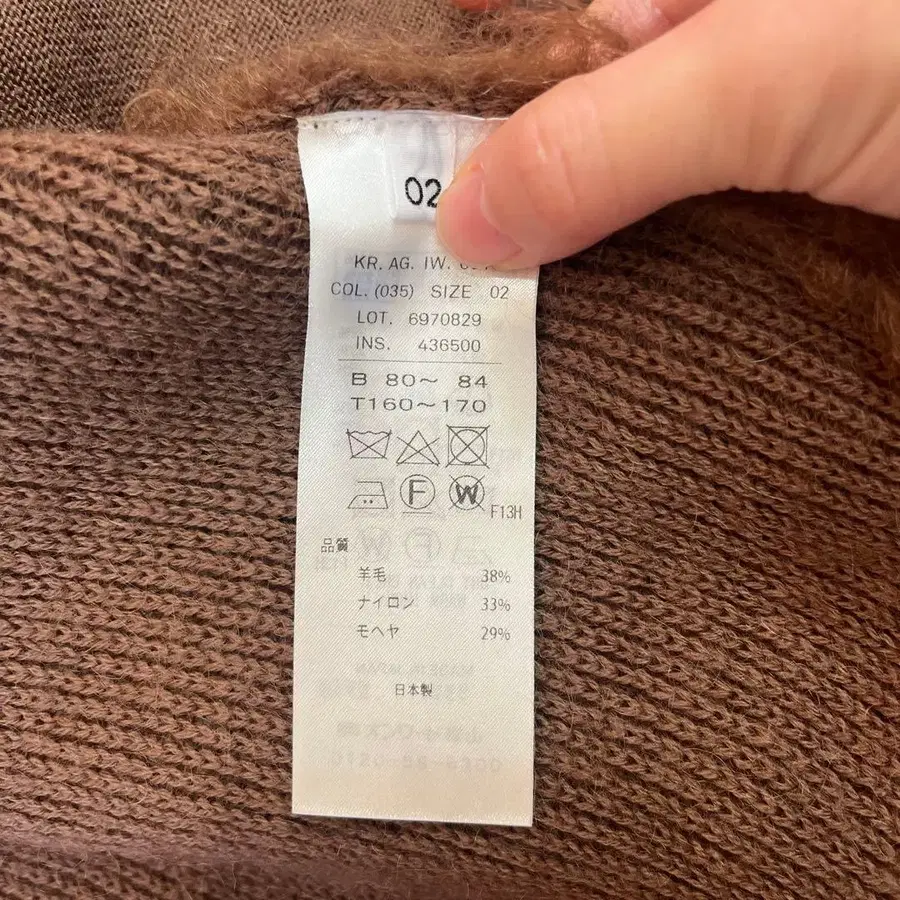 02
KR. AG. IW.
COL. (035) SIZE 02
LOT. 6970829
INS. 436500
B 80～ 84
T160～170
F
W
F13H
品質
羊毛 38%
ナイロン 33%
モヘヤ 29%
日本製